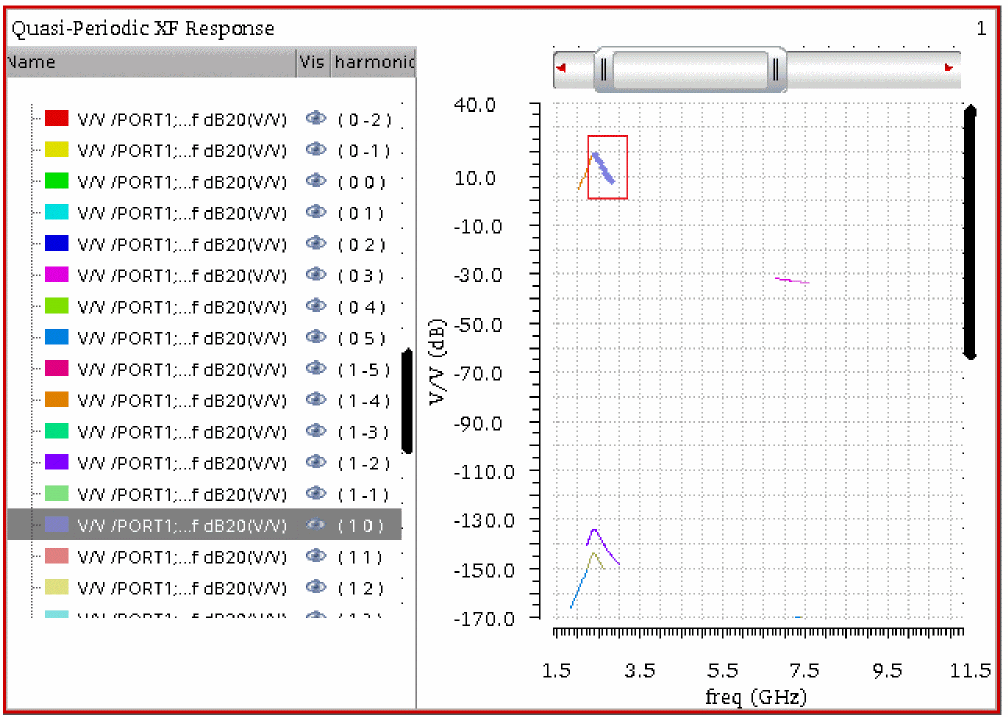 Quasi-Periodic XF Response 1
Name Vis harmonic
V/V /PORT1;...f dB20(V/V) (0 -2)
V/V /PORT1;...f dB20(V/V) (0 -1)
V/V /PORT1;...f dB20(V/V) (0 0)
V/V /PORT1;...f dB20(V/V) (0 1)
V/V /PORT1;...f dB20(V/V) (0 2)
V/V /PORT1;...f dB20(V/V) (0 3)
V/V /PORT1;...f dB20(V/V) (0 4)
V/V /PORT1;...f dB20(V/V) (0 5)
V/V /PORT1;...f dB20(V/V) (1 -5)
V/V /PORT1;...f dB20(V/V) (1 -4)
V/V /PORT1;...f dB20(V/V) (1 -3)
V/V /PORT1;...f dB20(V/V) (1 -2)
V/V /PORT1;...f dB20(V/V) (1 -1)
V/V /PORT1;...f dB20(V/V) (1 0)
V/V /PORT1;...f dB20(V/V) (1 1)
V/V /PORT1;...f dB20(V/V) (1 2)
V/V (dB)
40.0
10.0
-10.0
-30.0
-50.0
-70.0
-90.0
-110.0
-130.0
-150.0
-170.0
1.5 3.5 5.5 7.5 9.5 11.5
freq (GHz)